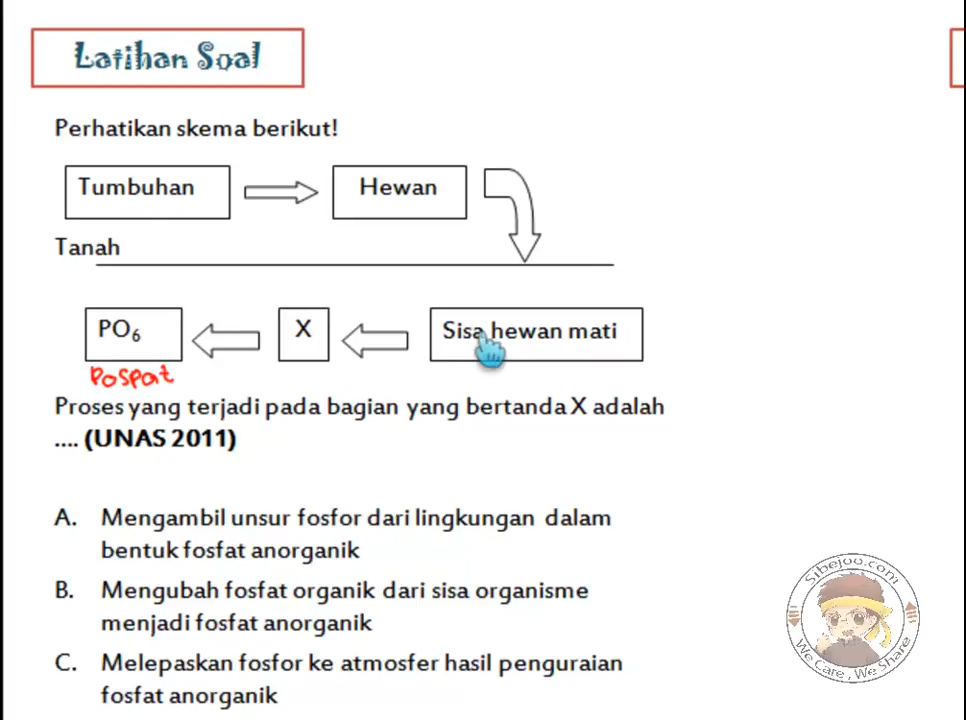 Latihan Soal
Perhatikan skema berikut!
Tumbuhan
Hewan
Tanah
PO₆
X
Sisa hewan mati
Pospat
Proses yang terjadi pada bagian yang bertanda X adalah
.... (UNAS 2011)
A. Mengambil unsur fosfor dari lingkungan dalam
bentuk fosfat anorganik
B. Mengubah fosfat organik dari sisa organisme
menjadi fosfat anorganik
C. Melepaskan fosfor ke atmosfer hasil penguraian
fosfat anorganik
Sibejoo.com
We Care , We Share